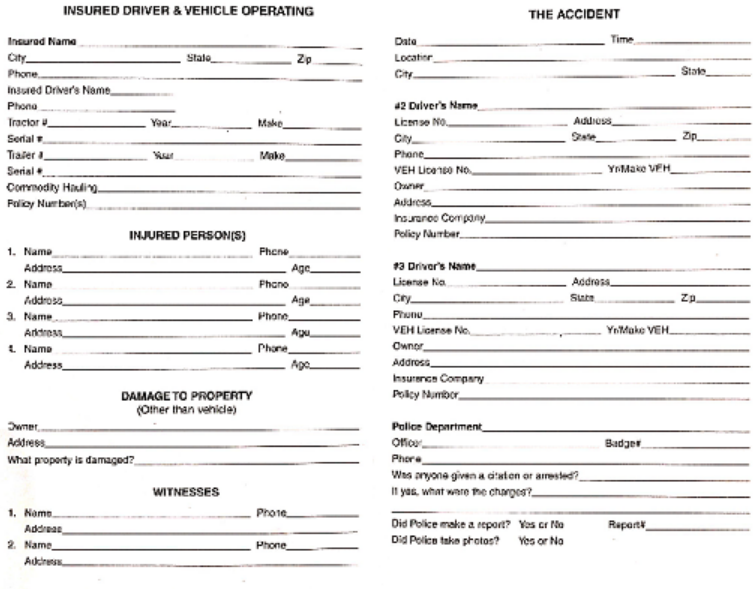 INSURED DRIVER & VEHICLE OPERATING
Insured Name
City State Zip
Phone
Insured Driver's Name
Phone
Tractor # Year Make
Serial #
Trailer # Year Make
Serial #
Commodity Hauling
Policy Number(s)
INJURED PERSON(S)
1. Name Phone
Address Age
2. Name Phone
Address Age
3. Name Phone
Address Age
4. Name Phone
Address Age
DAMAGE TO PROPERTY
(Other than vehicle)
Owner
Address
What property is damaged?
WITNESSES
1. Name Phone
Address
2. Name Phone
Address
THE ACCIDENT
Date Time
Location
City State
#2 Driver's Name
License No. Address
City State Zip
Phone
VEH License No. Yr/Make VEH
Owner
Address
Insurance Company
Policy Number
#3 Driver's Name
License No. Address
City State Zip
Phone
VEH License No. Yr/Make VEH
Owner
Address
Insurance Company
Policy Number
Police Department
Officer Badge#
Phone
Was anyone given a citation or arrested?
If yes, what were the charges?
Did Police make a report? Yes or No Report#
Did Police take photos? Yes or No